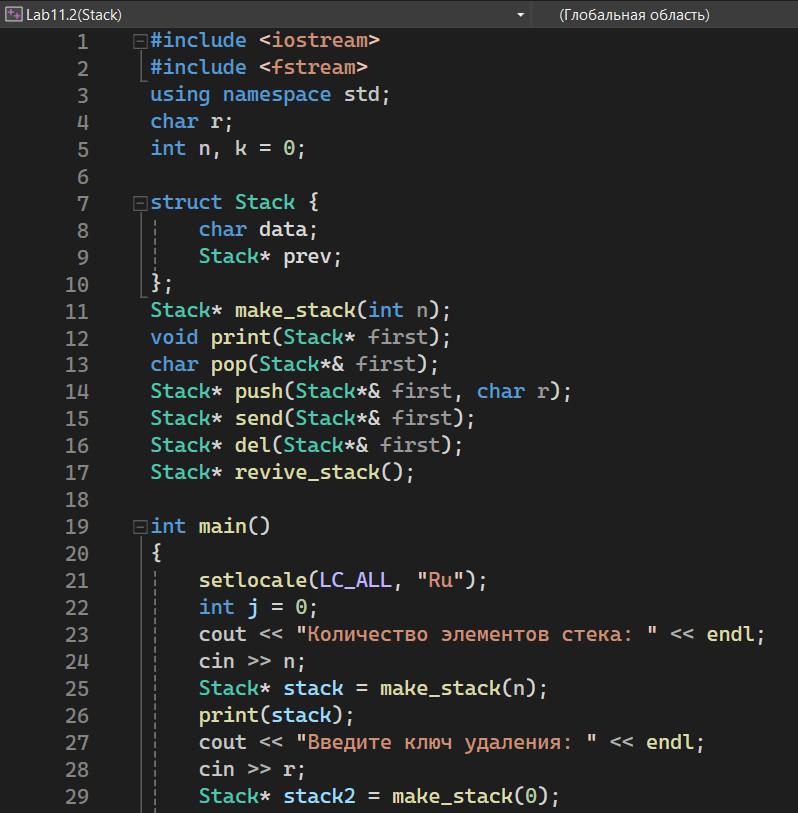 Lab11.2(Stack) (Глобальная область)
1 #include <iostream>
2 #include <fstream>
3 using namespace std;
4 char r;
5 int n, k = 0;
6
7 struct Stack {
8 char data;
9 Stack* prev;
10 };
11 Stack* make_stack(int n);
12 void print(Stack* first);
13 char pop(Stack*& first);
14 Stack* push(Stack*& first, char r);
15 Stack* send(Stack*& first);
16 Stack* del(Stack*& first);
17 Stack* revive_stack();
18
19 int main()
20 {
21 setlocale(LC_ALL, "Ru");
22 int j = 0;
23 cout << "Количество элементов стека: " << endl;
24 cin >> n;
25 Stack* stack = make_stack(n);
26 print(stack);
27 cout << "Введите ключ удаления: " << endl;
28 cin >> r;
29 Stack* stack2 = make_stack(0);